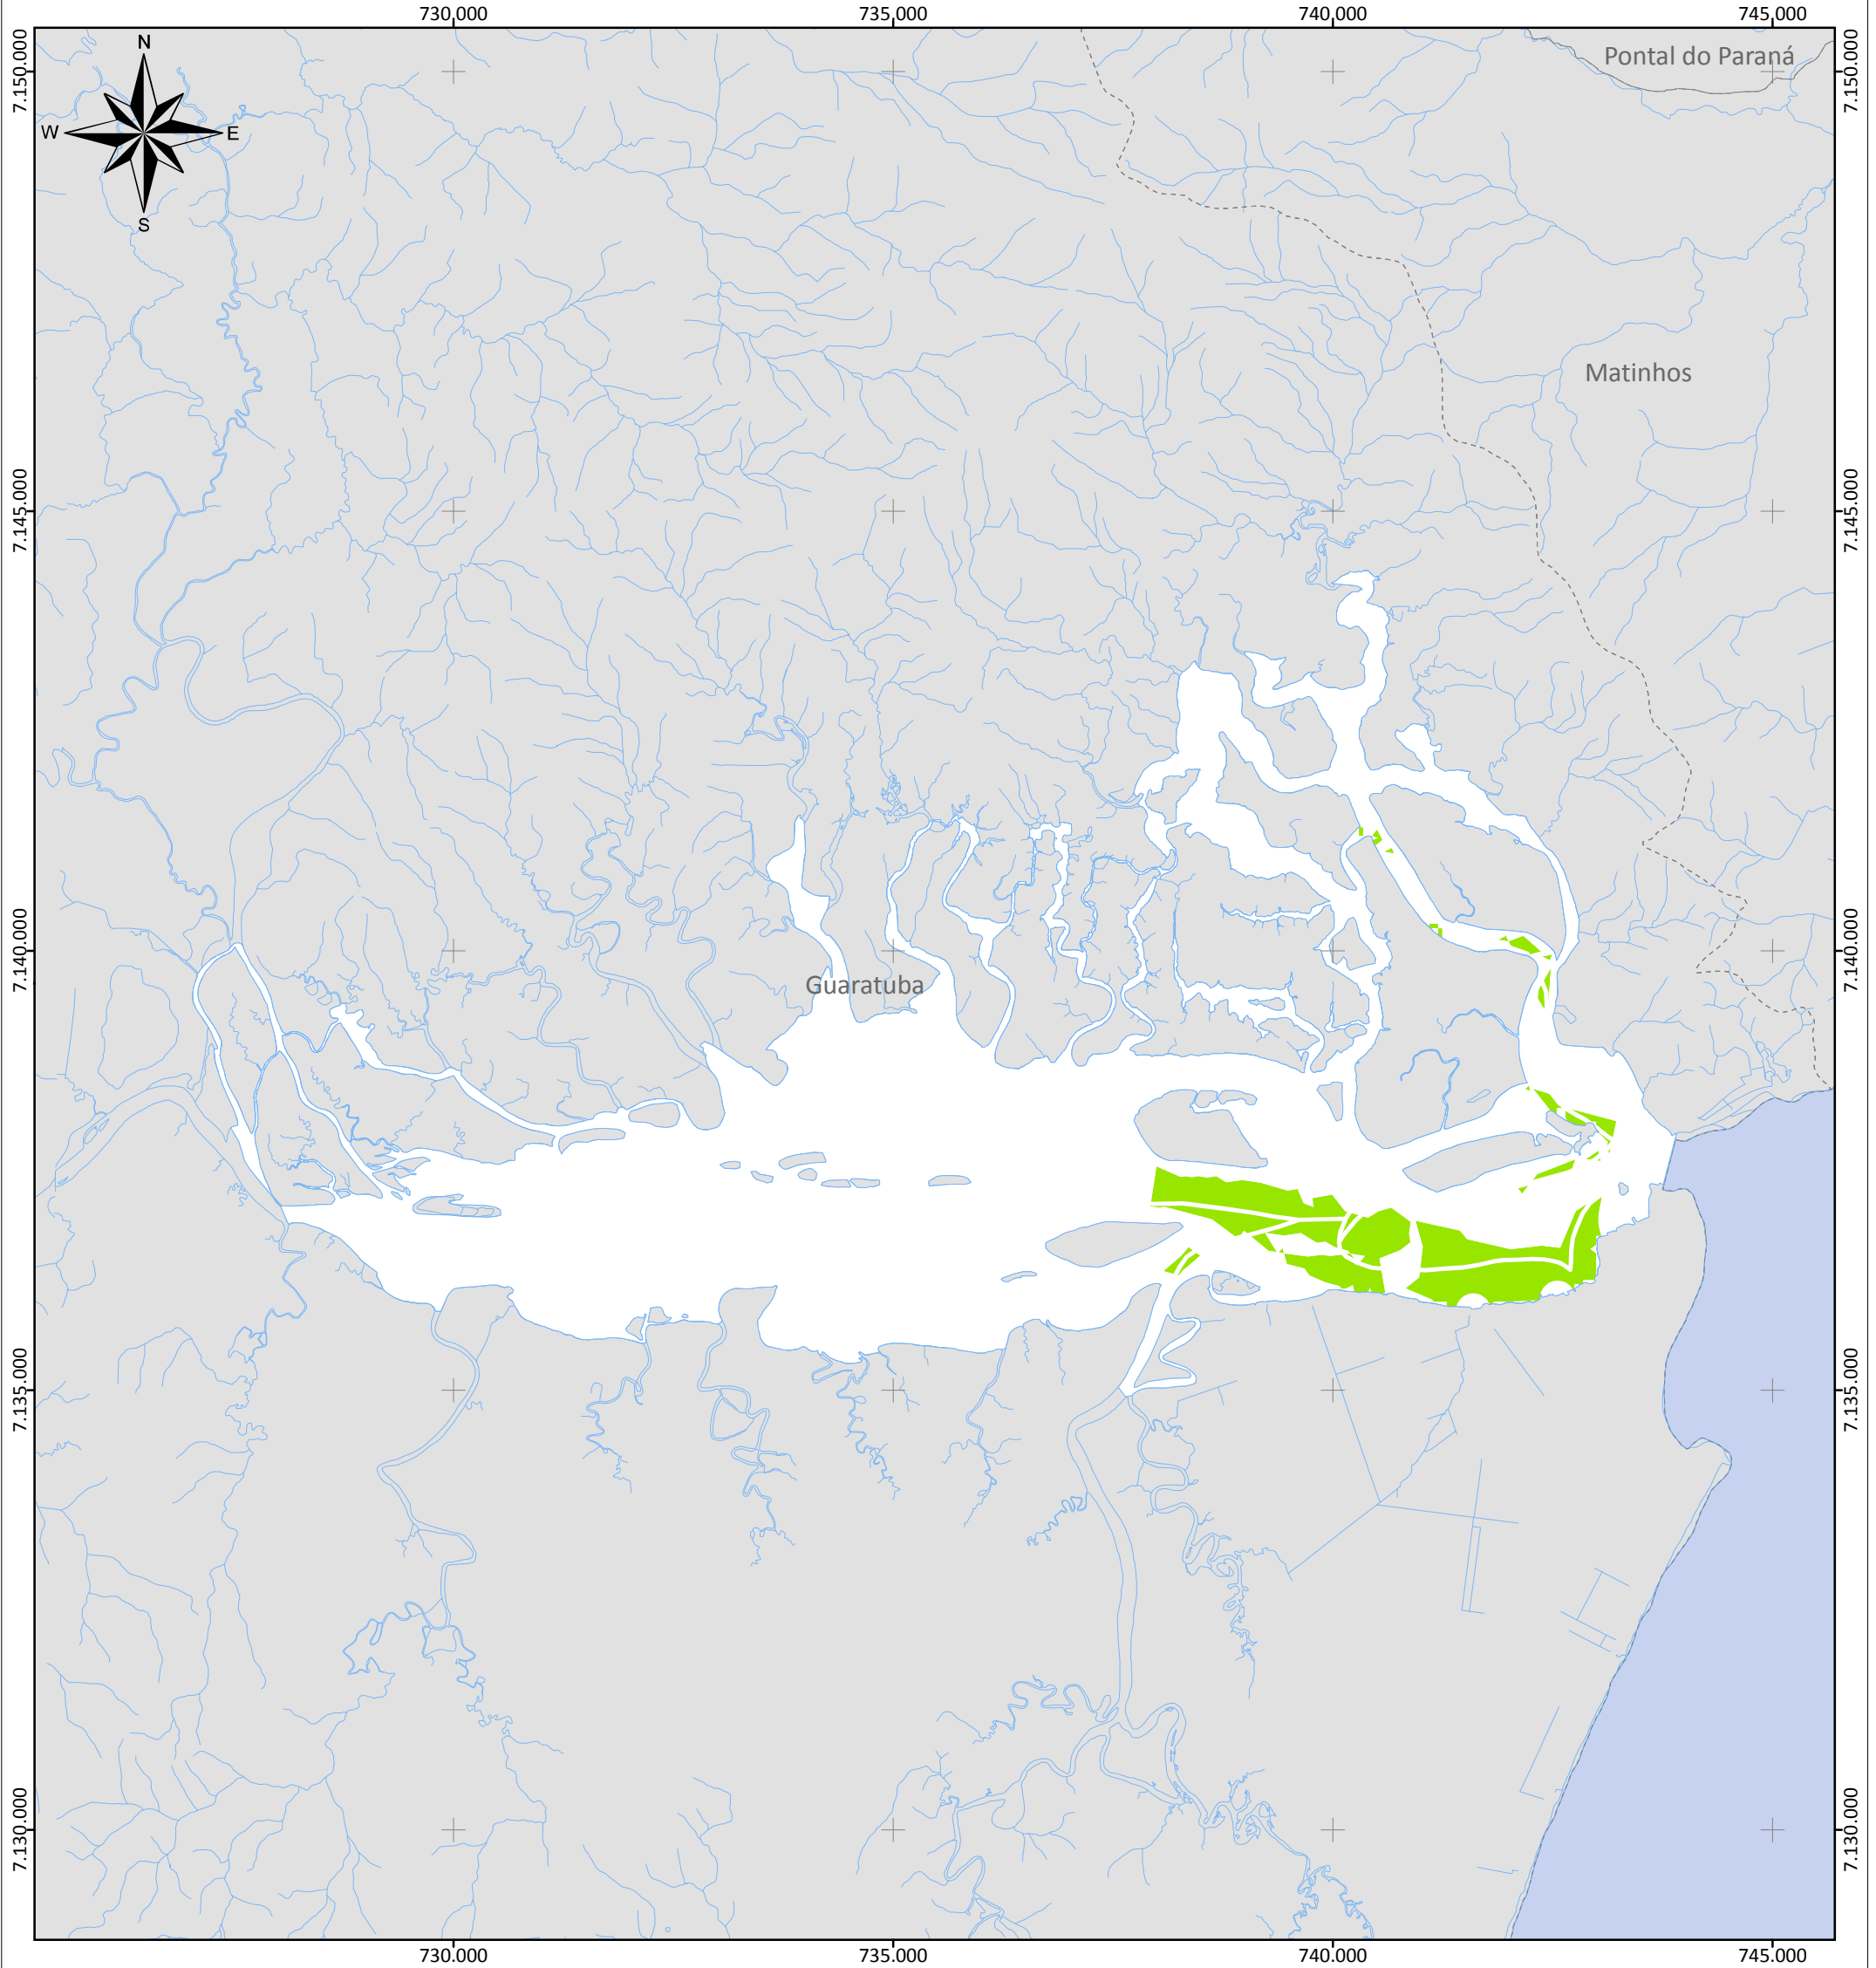 730.000 735.000 740.000 745.000
N
Pontal do Paraná
7.150.000 7.150.000
W E
S
Matinhos
7.145.000 7.145.000
7.140.000 7.140.000
Guaratuba
7.135.000 7.135.000
7.130.000 7.130.000
730.000 735.000 740.000 745.000